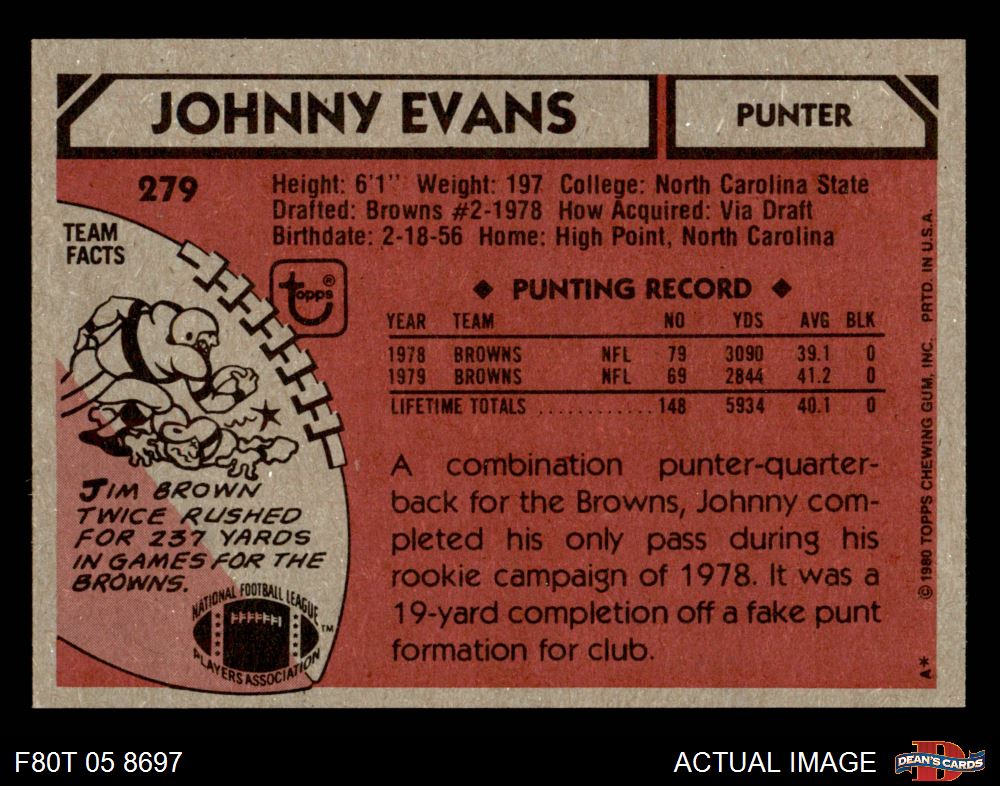 JOHNNY EVANS
PUNTER
279
Height: 6'1" Weight: 197 College: North Carolina State
Drafted: Browns #2-1978 How Acquired: Via Draft
Birthdate: 2-18-56 Home: High Point, North Carolina
TEAM
FACTS
topps®
◆ PUNTING RECORD ◆
YEAR TEAM NO YDS AVG BLK
1978 BROWNS NFL 79 3090 39.1 0
1979 BROWNS NFL 69 2844 41.2 0
LIFETIME TOTALS ............ 148 5934 40.1 0
A combination punter-quarter-
back for the Browns, Johnny com-
pleted his only pass during his
rookie campaign of 1978. It was a
19-yard completion off a fake punt
formation for club.
JIM BROWN
TWICE RUSHED
FOR 237 YARDS
IN GAMES FOR THE
BROWNS.
NATIONAL FOOTBALL LEAGUE
PLAYERS ASSOCIATION
TM
A* © 1980 TOPPS CHEWING GUM, INC. PRTD. IN U.S.A.
F80T 05 8697
ACTUAL IMAGE
D
DEAN'S CARDS